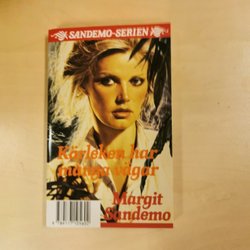 SANDEMO-SERIEN
Kärleken har
många vägar
Margit
Sandemo